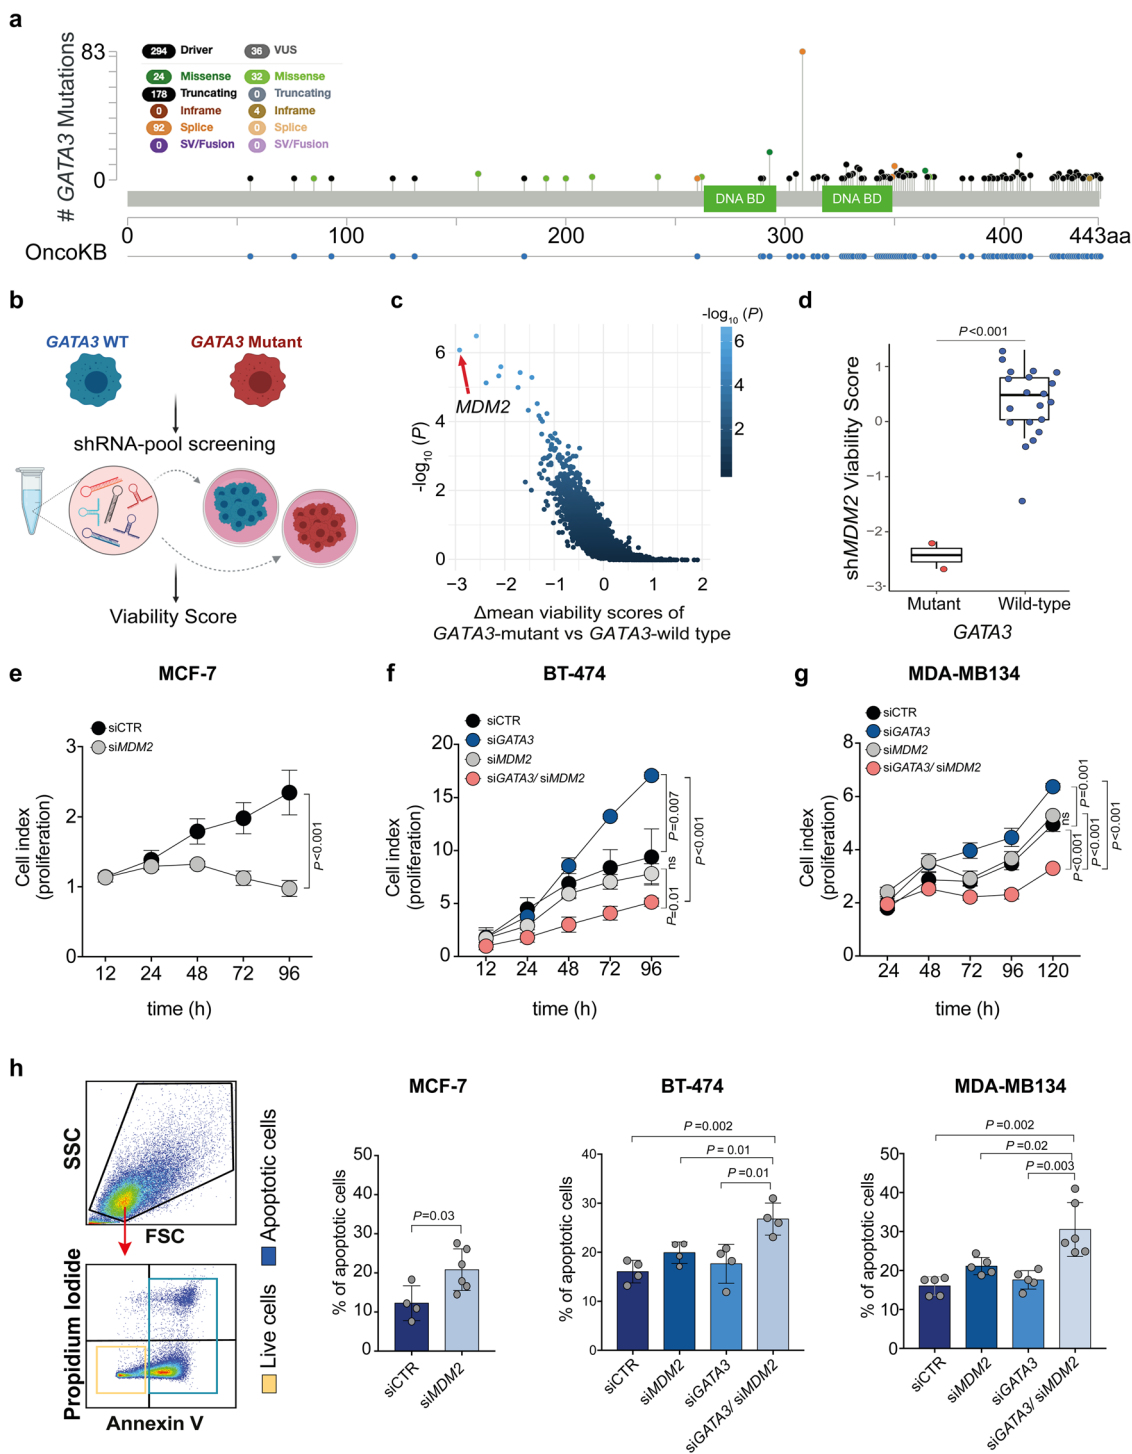 a
# GATA3 Mutations
83
0
294 Driver
36 VUS
24 Missense
32 Missense
178 Truncating
0 Truncating
0 Inframe
4 Inframe
92 Splice
0 Splice
0 SV/Fusion
0 SV/Fusion
DNA BD
DNA BD
0
100
200
300
400
443aa
OncoKB
b
GATA3 WT
GATA3 Mutant
shRNA-pool screening
Viability Score
c
-log10 (P)
6
4
2
-log10 (P)
6
4
2
0
MDM2
−3
−2
−1
0
1
2
Δmean viability scores of
GATA3-mutant vs GATA3-wild type
d
P<0.001
shMDM2 Viability Score
1
0
−1
−2
−3
Mutant
Wild-type
GATA3
e
MCF-7
siCTR
siMDM2
Cell index
(proliferation)
3
2
1
0
P<0.001
12 24 48 72 96
time (h)
f
BT-474
siCTR
siGATA3
siMDM2
siGATA3/ siMDM2
Cell index
(proliferation)
20
15
10
5
0
P=0.007
ns
P=0.01
P<0.001
12 24 48 72 96
time (h)
g
MDA-MB134
siCTR
siGATA3
siMDM2
siGATA3/ siMDM2
Cell index
(proliferation)
8
6
4
2
0
P=0.001
ns
P<0.001
P<0.001
P<0.001
24 48 72 96 120
time (h)
h
SSC
FSC
Propidium Iodide
Annexin V
Live cells
Apoptotic cells
MCF-7
% of apoptotic cells
50
40
30
20
10
0
P=0.03
siCTR
siMDM2
BT-474
% of apoptotic cells
40
30
20
10
0
P=0.002
P = 0.01
P=0.01
siCTR
siMDM2
siGATA3
siGATA3/ siMDM2
MDA-MB134
% of apoptotic cells
50
40
30
20
10
0
P =0.002
P =0.02
P=0.003
siCTR
siMDM2
siGATA3
siGATA3/ siMDM2